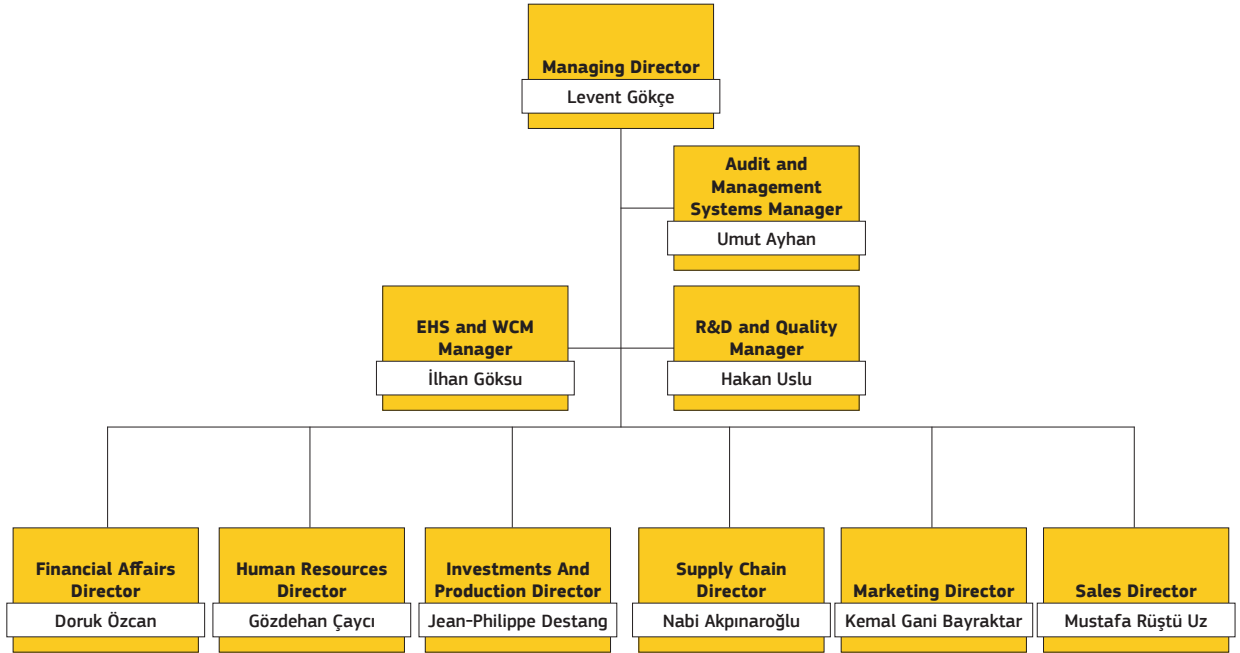 Managing Director
Levent Gökçe
Audit and
Management
Systems Manager
Umut Ayhan
EHS and WCM
Manager
İlhan Göksu
R&D and Quality
Manager
Hakan Uslu
Financial Affairs
Director
Doruk Özcan
Human Resources
Director
Gözdehan Çaycı
Investments And
Production Director
Jean-Philippe Destang
Supply Chain
Director
Nabi Akpınaroğlu
Marketing Director
Kemal Gani Bayraktar
Sales Director
Mustafa Rüştü Uz